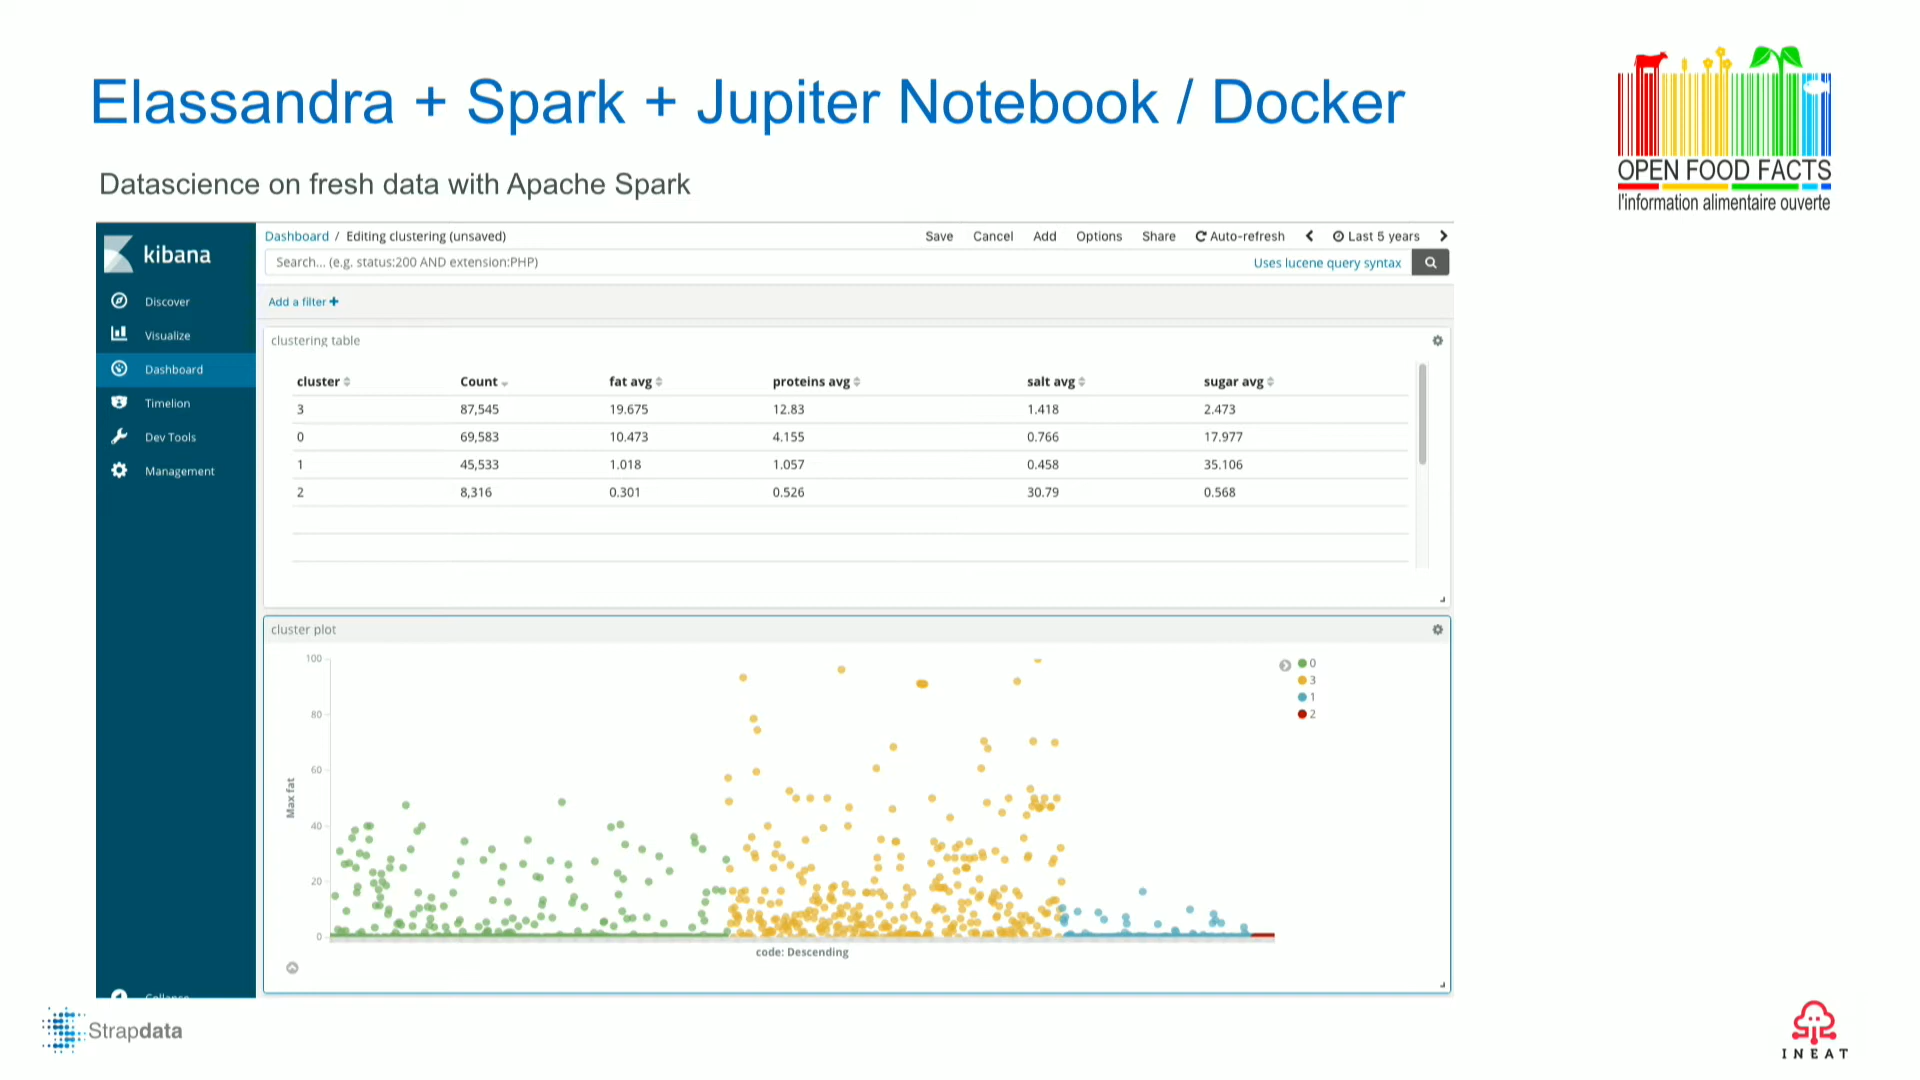 Elassandra + Spark + Jupiter Notebook / Docker
OPEN FOOD FACTS
l'information alimentaire ouverte
Datascience on fresh data with Apache Spark
kibana
Discover
Visualize
Dashboard
Timelion
Dev Tools
Management
Collapse
Dashboard / Editing clustering (unsaved)
Save Cancel Add Options Share Auto-refresh Last 5 years
Search... (e.g. status:200 AND extension:PHP)
Uses lucene query syntax
Add a filter +
clustering table
cluster Count fat avg proteins avg salt avg sugar avg
3 87,545 19.675 12.83 1.418 2.473
0 69,583 10.473 4.155 0.766 17.977
1 45,533 1.018 1.057 0.458 35.106
2 8,316 0.301 0.526 30.79 0.568
cluster plot
100
80
60
40
20
0
Max fat
code: Descending
0
3
1
2
Strapdata
INEAT